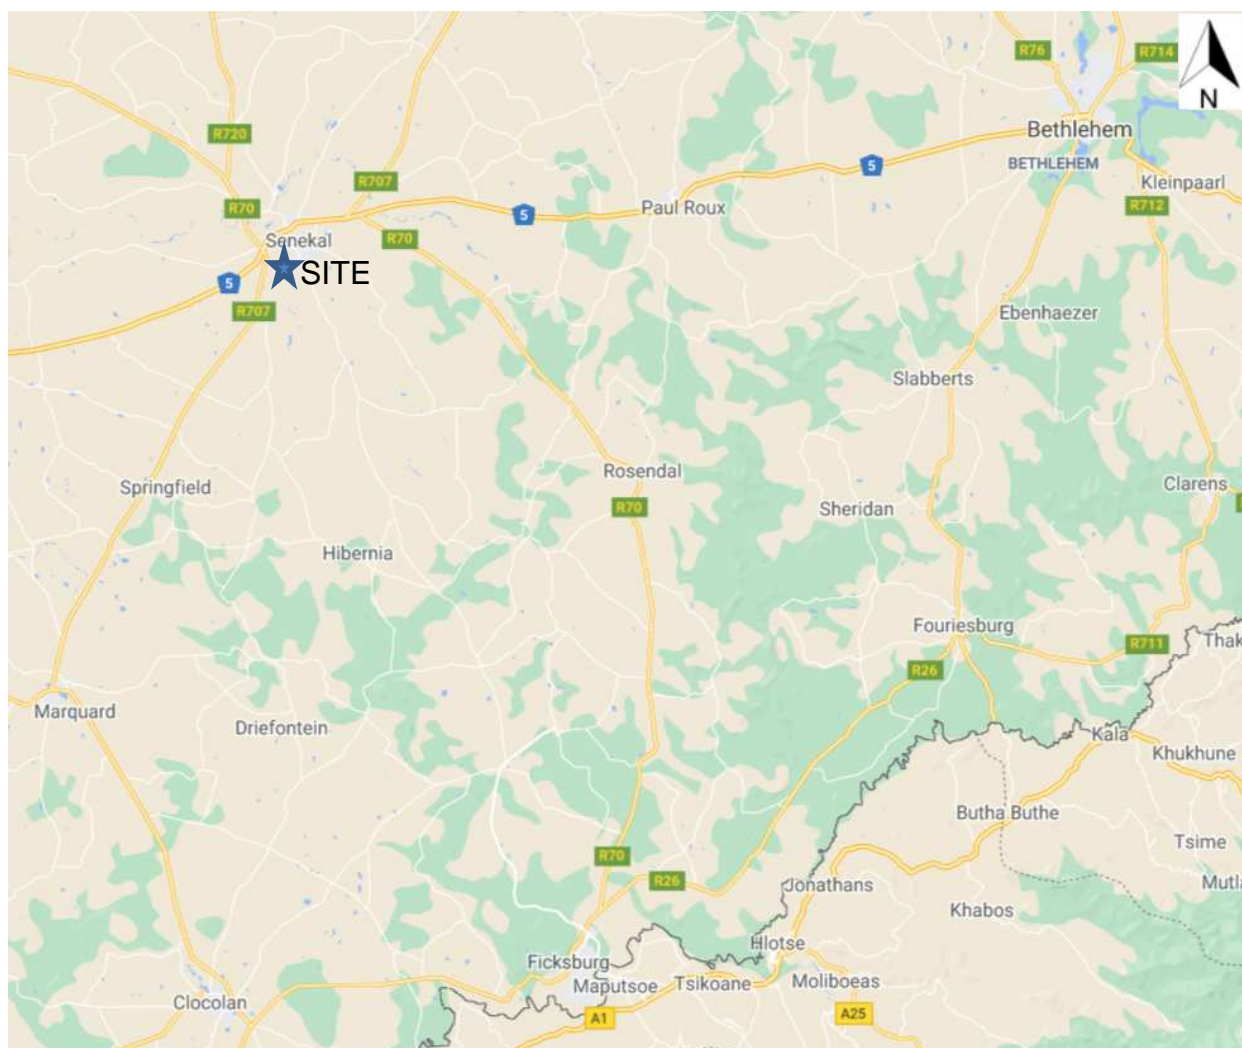 R76
R714
N
R720
Bethlehem
BETHLEHEM
5
Kleinpaarl
R707
R70
Paul Roux
R712
5
Senekal
R70
SITE
5
R707
Ebenhaezer
Slabberts
Rosendal
Clarens
Springfield
R70
Sheridan
Hibernia
Fouriesburg
R711
Thak
R26
Marquard
Driefontein
Kala
Khukhune
Butha Buthe
Tsime
R70
R26
Jonathans
Mutla
Khabos
Hlotse
Ficksburg
Maputsoe
Tsikoane
Moliboeas
Clocolan
A1
A25